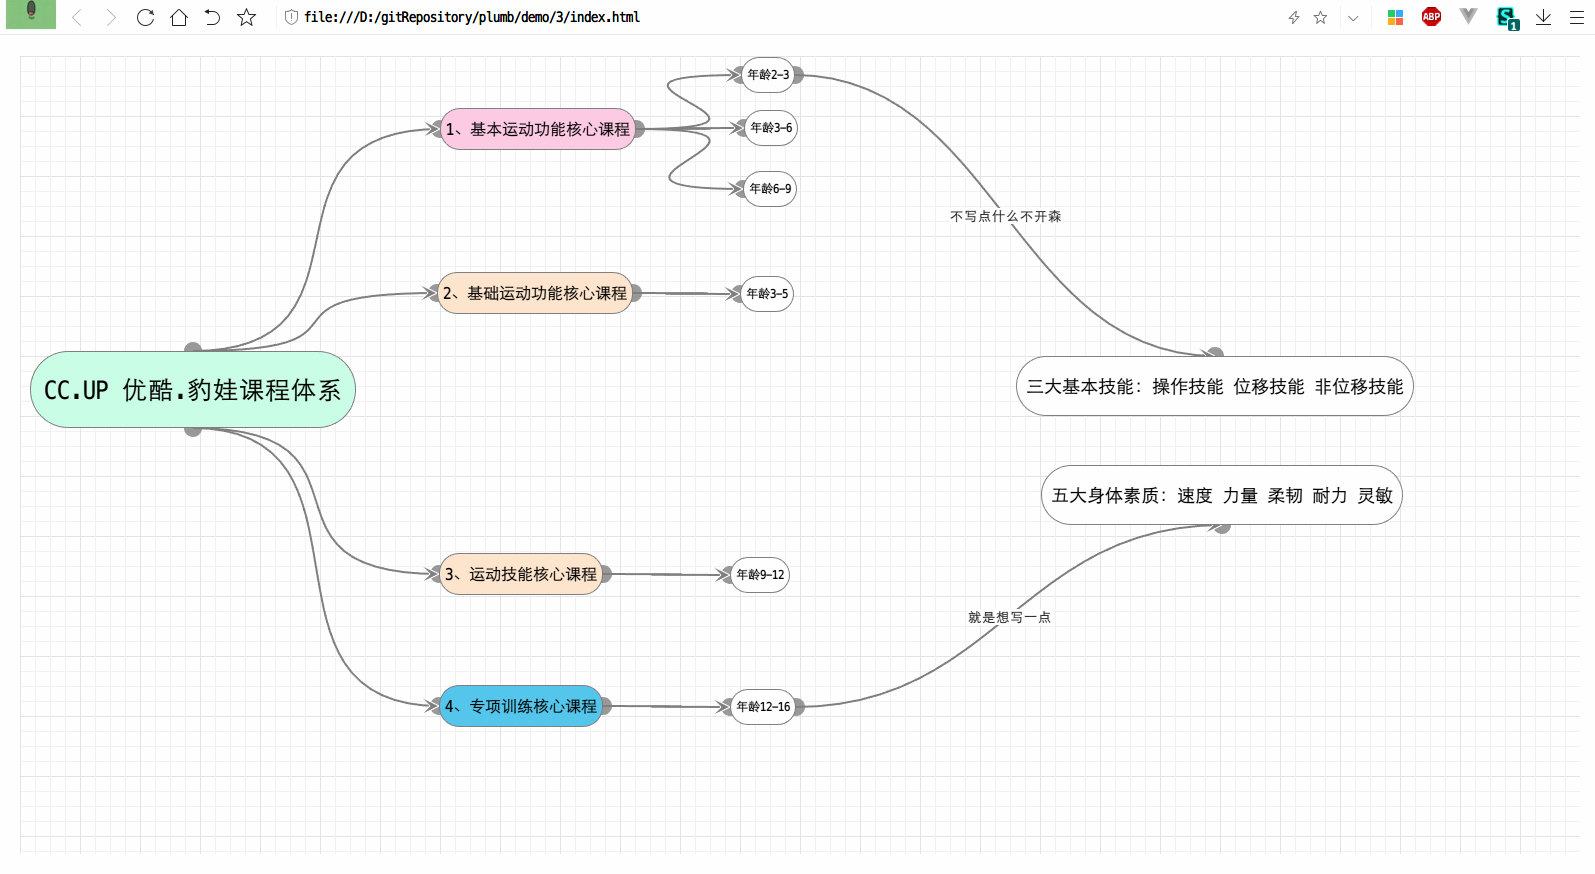 file:///D:/gitRepository/plumb/demo/3/index.html
ABP
S
1
年龄2-3
1、基本运动功能核心课程
年龄3-6
年龄6-9
不写点什么不开森
2、基础运动功能核心课程
年龄3-5
CC.UP 优酷.豹娃课程体系
三大基本技能：操作技能 位移技能 非位移技能
五大身体素质：速度 力量 柔韧 耐力 灵敏
3、运动技能核心课程
年龄9-12
就是想写一点
4、专项训练核心课程
年龄12-16